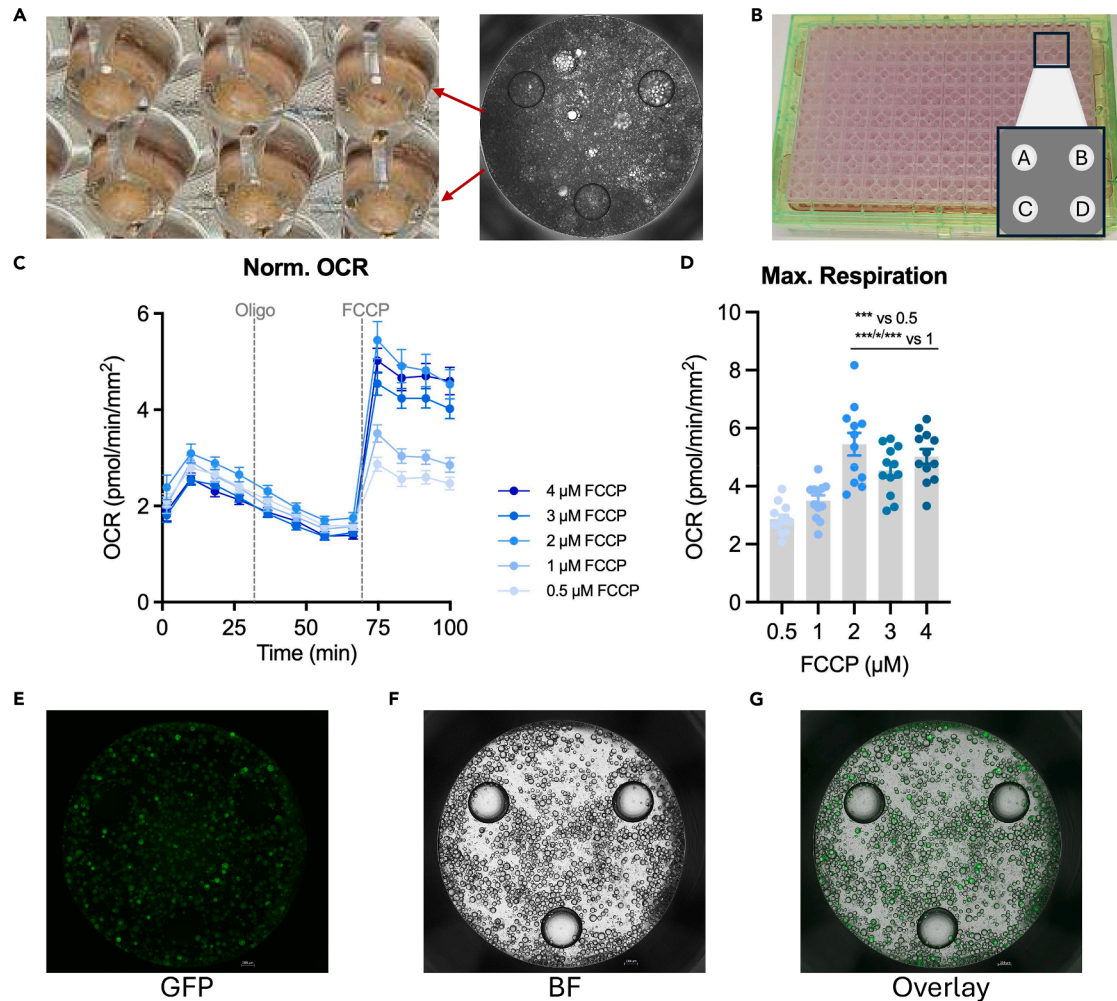 A
B
A B
C D
C
Norm. OCR
Oligo FCCP
6
4
2
0
OCR (pmol/min/mm²)
0 25 50 75 100
Time (min)
4 µM FCCP
3 µM FCCP
2 µM FCCP
1 µM FCCP
0.5 µM FCCP
D
Max. Respiration
*** vs 0.5
***/*/*** vs 1
10
8
6
4
2
0
OCR (pmol/min/mm²)
0.5 1 2 3 4
FCCP (µM)
E
F
G
GFP
BF
Overlay